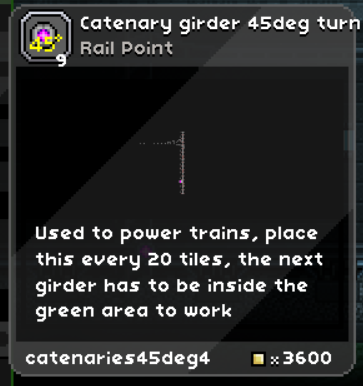 Catenary girder 45deg turn
Rail Point
45°
9
Used to power trains, place
this every 20 tiles, the next
girder has to be inside the
green area to work
catenaries45deg4
x3600